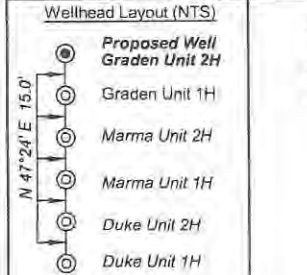 Wellhead Layout (NTS)
Proposed Well
Graden Unit 2H
Graden Unit 1H
Marma Unit 2H
Marma Unit 1H
Duke Unit 2H
Duke Unit 1H
N 47°24' E 15.0'